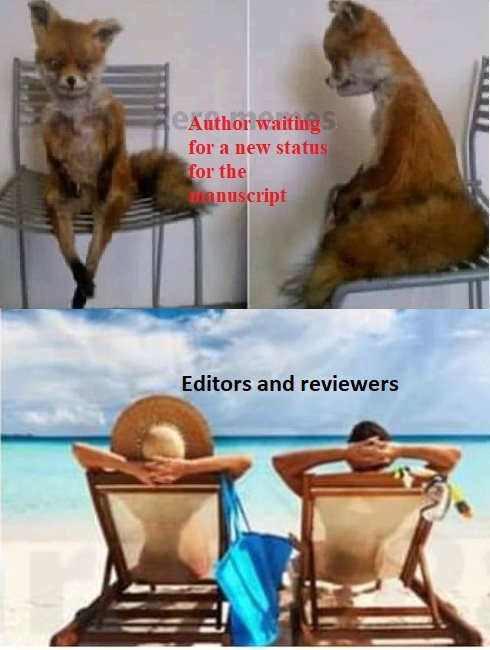 Author waiting
for a new status
for the
manuscript
Editors and reviewers